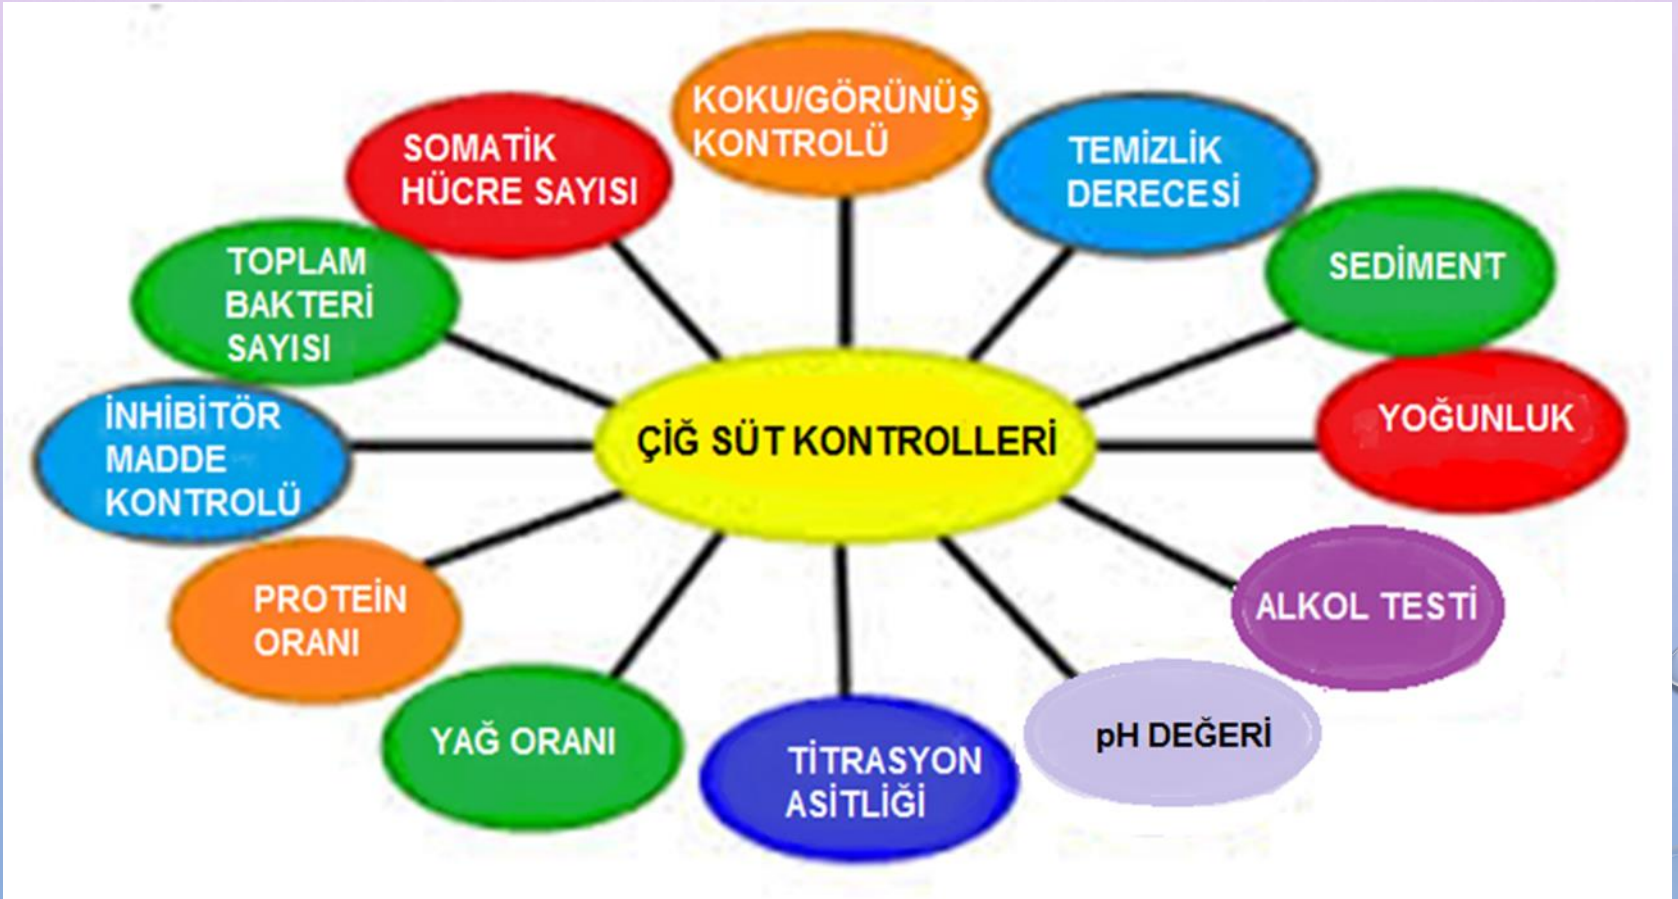 KOKU/GÖRÜNÜŞ
KONTROLÜ
SOMATİK
HÜCRE SAYISI
TEMİZLİK
DERECESİ
TOPLAM
BAKTERİ
SAYISI
SEDİMENT
İNHİBİTÖR
MADDE
KONTROLÜ
ÇİĞ SÜT KONTROLLERİ
YOĞUNLUK
PROTEİN
ORANI
ALKOL TESTİ
YAĞ ORANI
TİTRASYON
ASİTLİĞİ
pH DEĞERİ